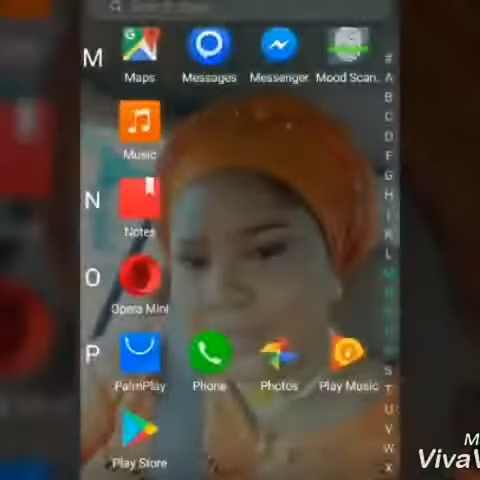 M
Maps Messages Messenger Mood Scan..
Music
N
Notes
O
Opera Mini
P
PalmPlay Phone Photos Play Music
Play Store
#
A
B
C
D
E
F
G
H
I
K
L
M
S
T
U
V
W
X
VivaV